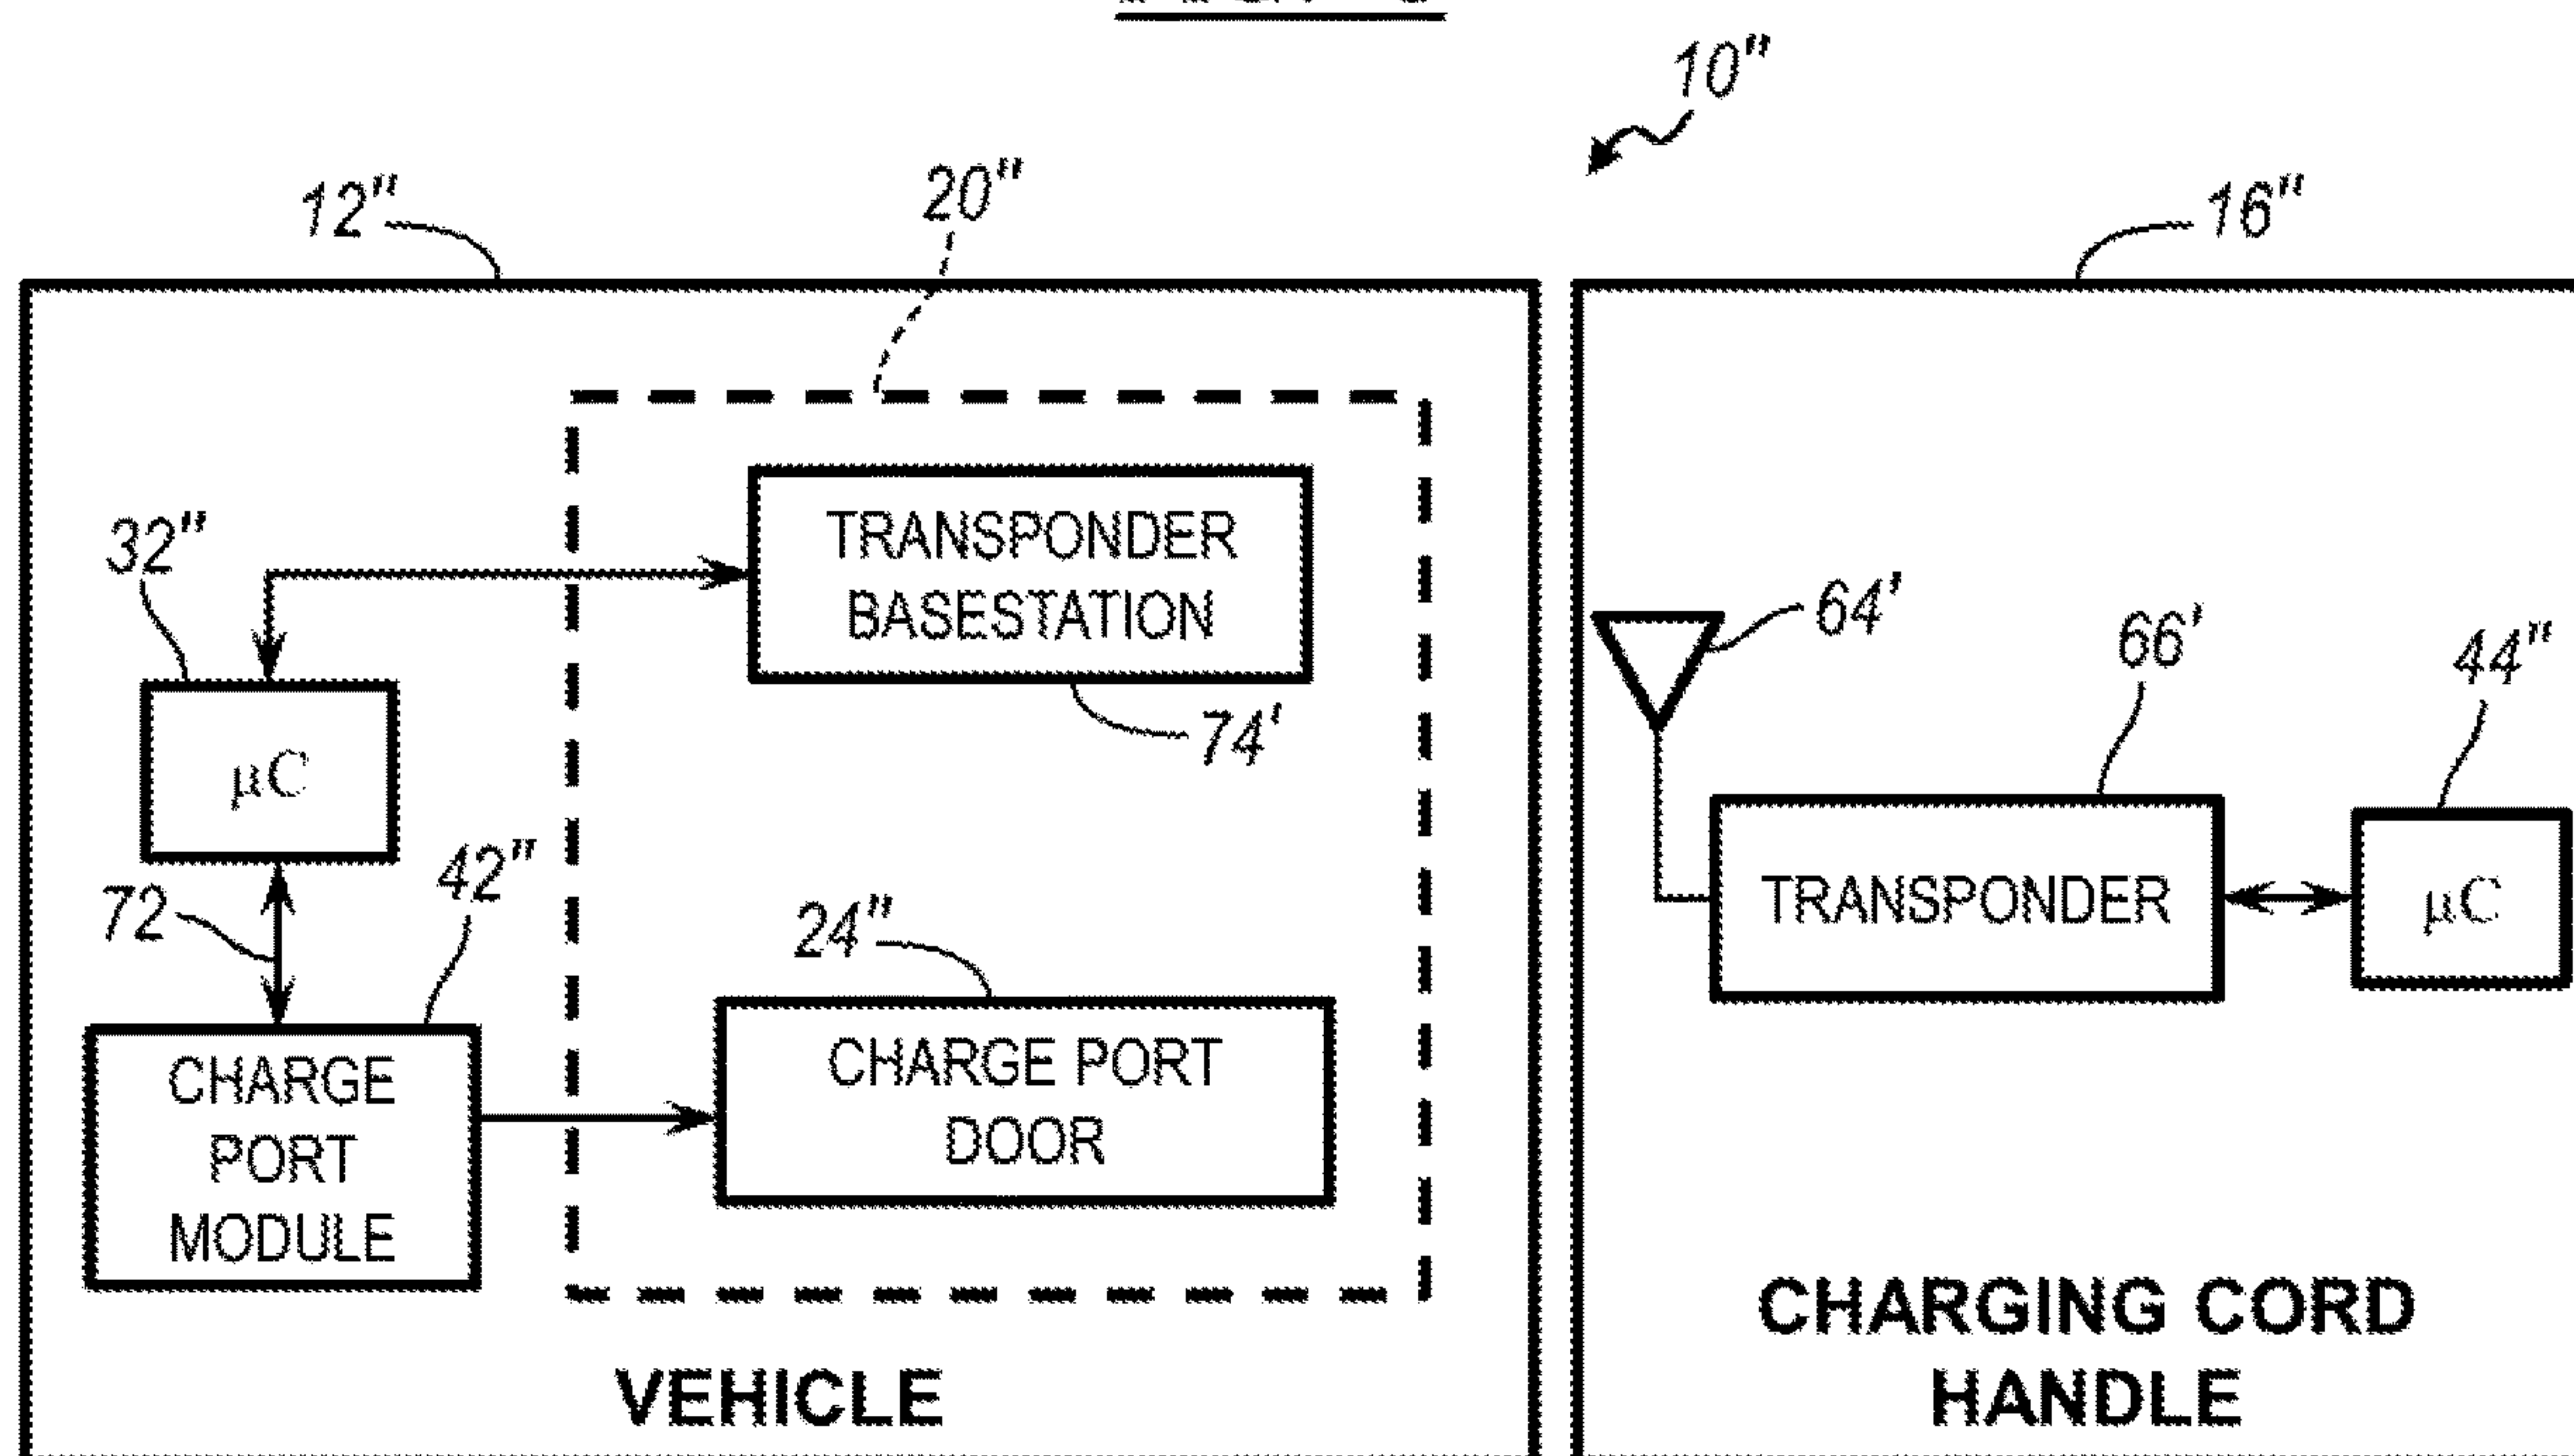 10"
12"
20"
16"
32"
TRANSPONDER
BASESTATION
74'
μC
72
42"
CHARGE
PORT
MODULE
24"
CHARGE PORT
DOOR
VEHICLE
64'
66'
44"
TRANSPONDER
μC
CHARGING CORD
HANDLE